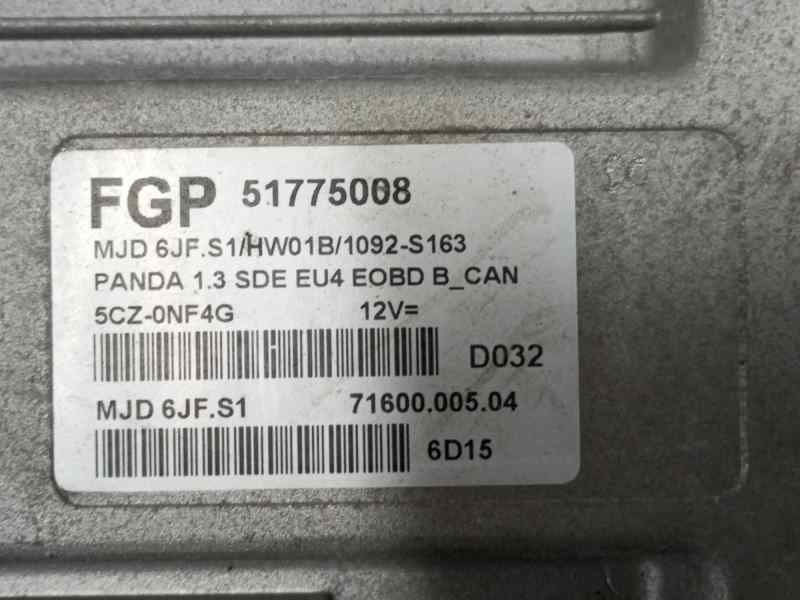 FGP 51775008
MJD 6JF.S1/HW01B/1092-S163
PANDA 1.3 SDE EU4 EOBD B_CAN
5CZ-0NF4G 12V=
D032
MJD 6JF.S1 71600.005.04
6D15